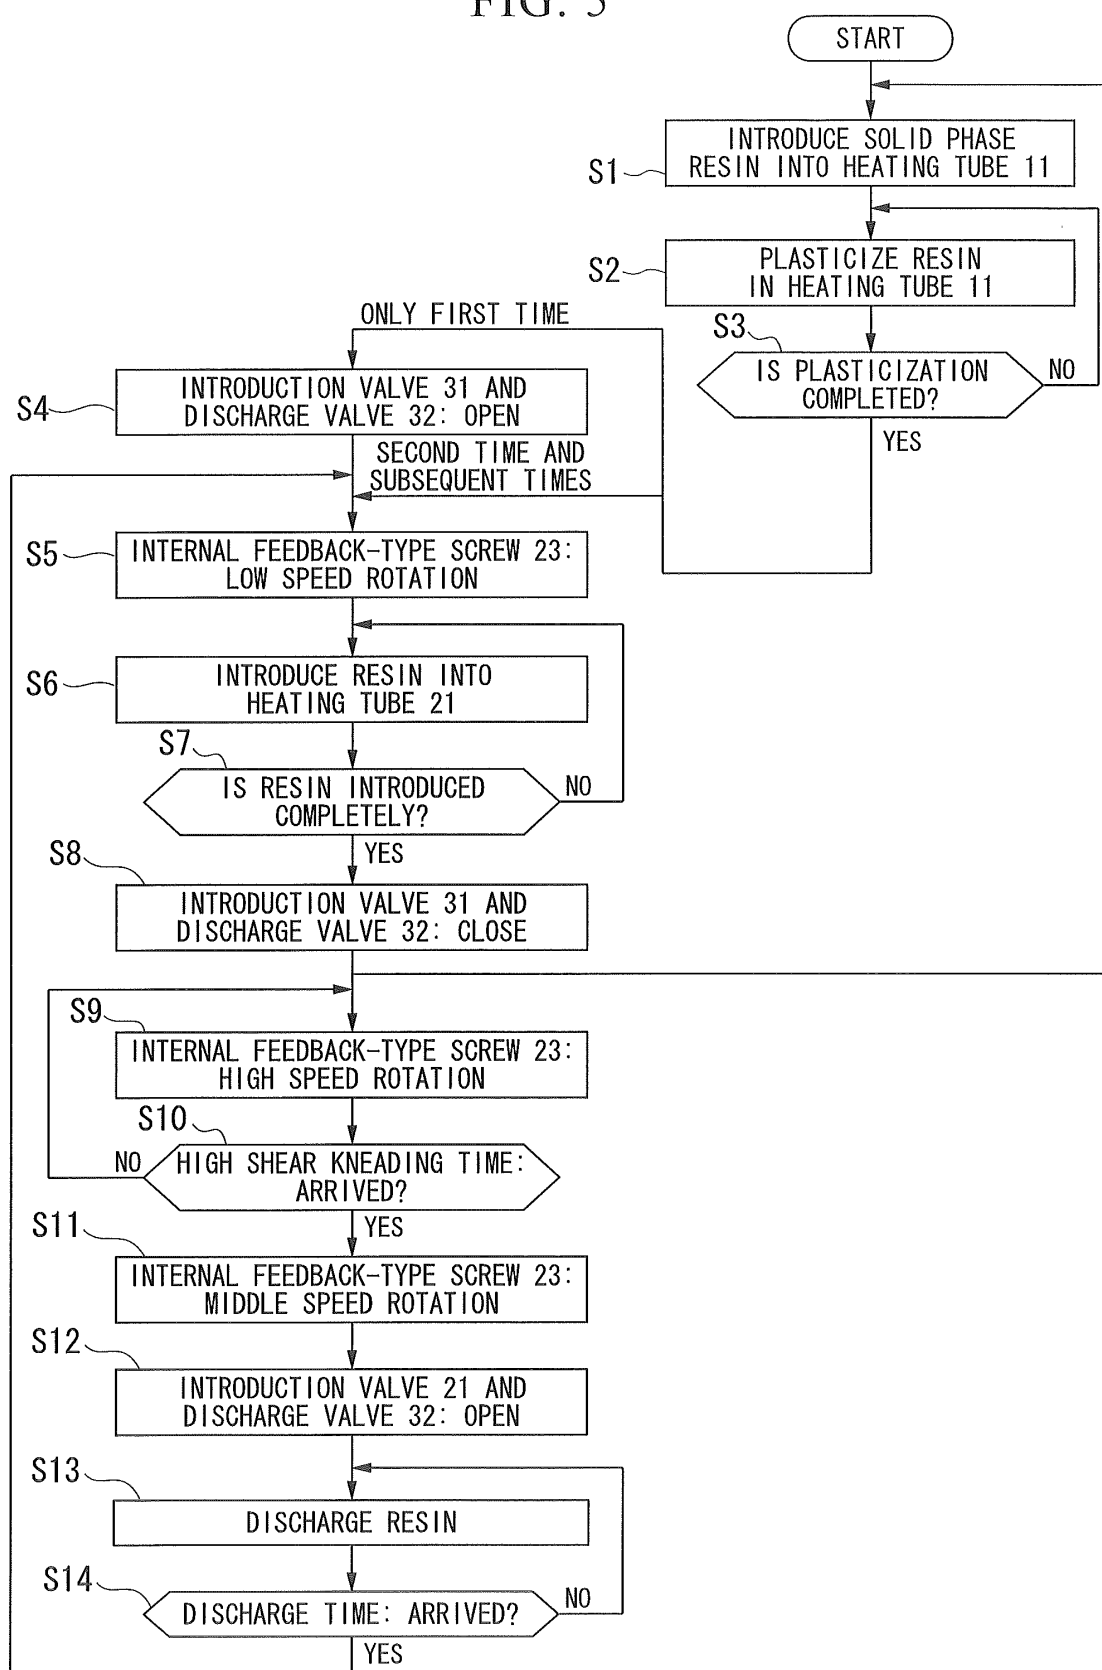 FIG. 5
START
INTRODUCE SOLID PHASE
RESIN INTO HEATING TUBE 11
S1
PLASTICIZE RESIN
IN HEATING TUBE 11
S2
S3
IS PLASTICIZATION
COMPLETED?
NO
YES
ONLY FIRST TIME
S4
INTRODUCTION VALVE 31 AND
DISCHARGE VALVE 32: OPEN
SECOND TIME AND
SUBSEQUENT TIMES
S5
INTERNAL FEEDBACK-TYPE SCREW 23:
LOW SPEED ROTATION
S6
INTRODUCE RESIN INTO
HEATING TUBE 21
S7
IS RESIN INTRODUCED
COMPLETELY?
NO
YES
S8
INTRODUCTION VALVE 31 AND
DISCHARGE VALVE 32: CLOSE
S9
INTERNAL FEEDBACK-TYPE SCREW 23:
HIGH SPEED ROTATION
S10
NO
HIGH SHEAR KNEADING TIME:
ARRIVED?
YES
S11
INTERNAL FEEDBACK-TYPE SCREW 23:
MIDDLE SPEED ROTATION
S12
INTRODUCTION VALVE 21 AND
DISCHARGE VALVE 32: OPEN
S13
DISCHARGE RESIN
S14
DISCHARGE TIME: ARRIVED?
NO
YES